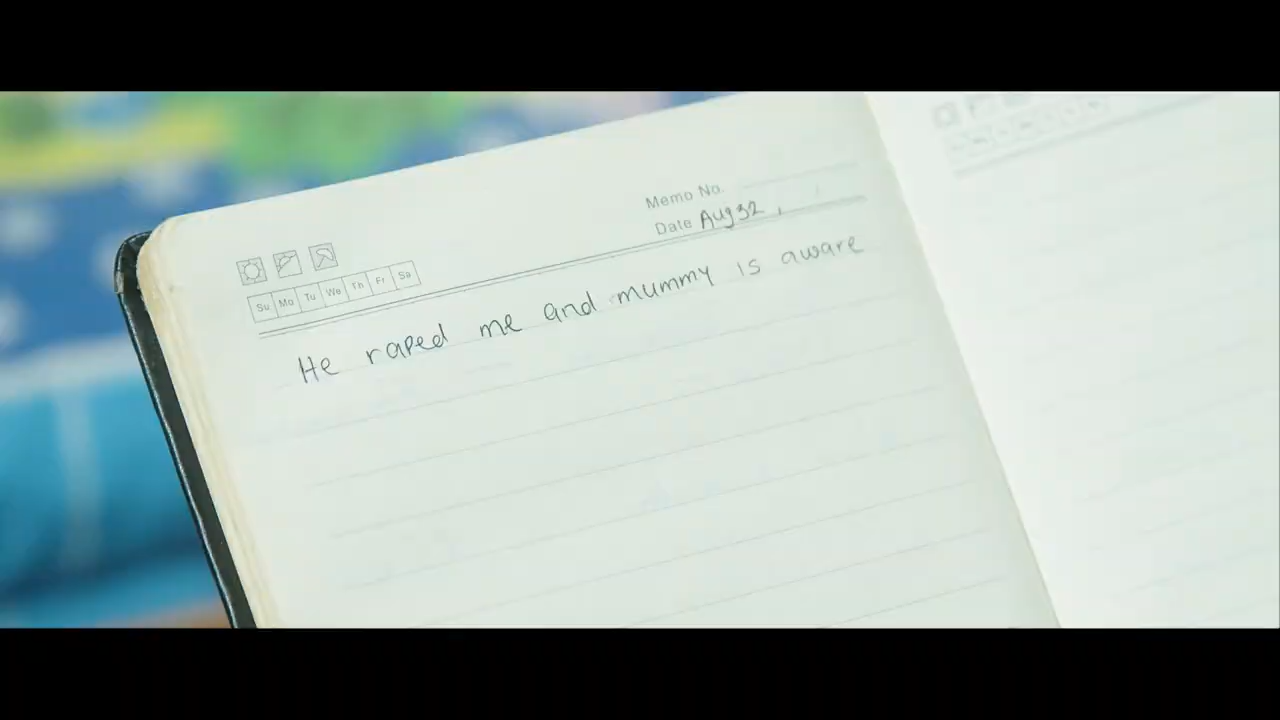 Memo No.
Date Aug 32,
Su Mo Tu We Th Fr Sa
He raped me and mummy is aware